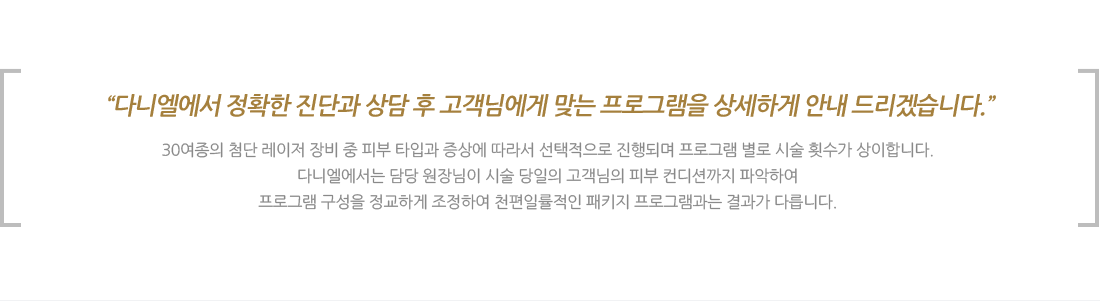 “다니엘에서 정확한 진단과 상담 후 고객님에게 맞는 프로그램을 상세하게 안내 드리겠습니다.”
30여종의 첨단 레이저 장비 중 피부 타입과 증상에 따라서 선택적으로 진행되며 프로그램 별로 시술 횟수가 상이합니다.
다니엘에서는 담당 원장님이 시술 당일의 고객님의 피부 컨디션까지 파악하여
프로그램 구성을 정교하게 조정하여 천편일률적인 패키지 프로그램과는 결과가 다릅니다.